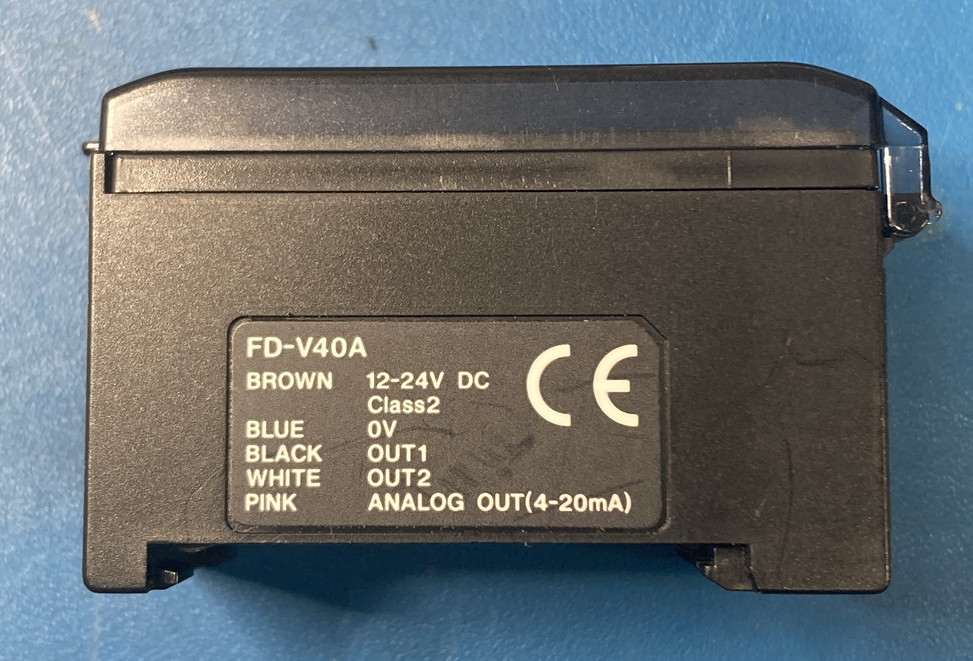 FD-V40A
CE
BROWN 12-24V DC
Class2
BLUE 0V
BLACK OUT1
WHITE OUT2
PINK ANALOG OUT(4-20mA)